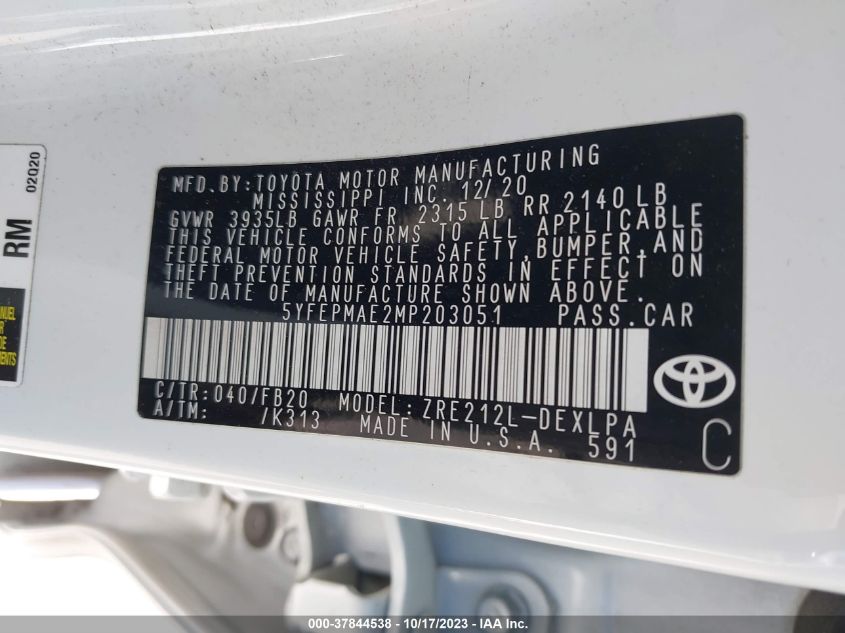 02020
RM
MANUEL
MFD.BY:TOYOTA MOTOR MANUFACTURING
MISSISSIPPI INC. 12/20
GVWR 3935LB GAWR FR 2315LB RR 2140LB
THIS VEHICLE CONFORMS TO ALL APPLICABLE
FEDERAL MOTOR VEHICLE SAFETY,BUMPER,AND
THEFT PREVENTION STANDARDS IN EFFECT ON
THE DATE OF MANUFACTURE SHOWN ABOVE.
5YFEPMAE2MP203051 PASS.CAR
C/TR:040/FB20 MODEL:ZRE212L-DEXLPA
A/TM: /K313 MADE IN U.S.A. 591
C
000-37844538 - 10/17/2023 - IAA Inc.